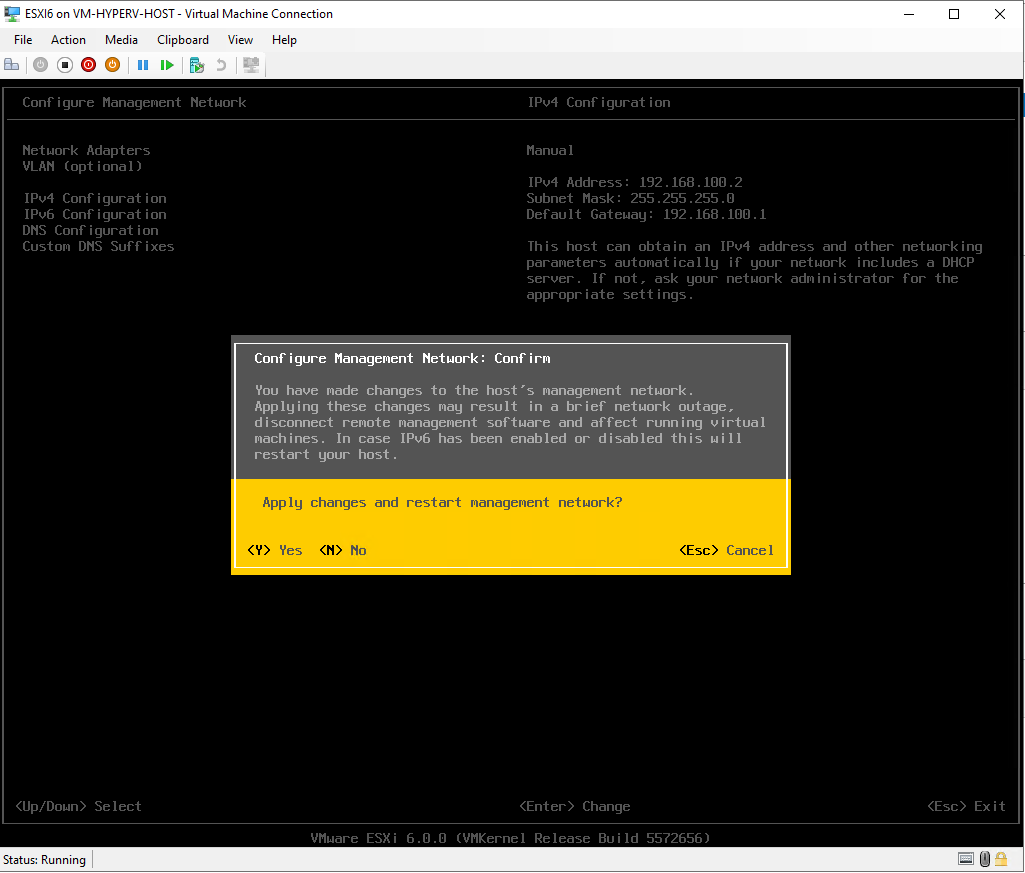 ESXI6 on VM-HYPERV-HOST - Virtual Machine Connection
File Action Media Clipboard View Help
Configure Management Network IPv4 Configuration
Network Adapters Manual
VLAN (optional)
IPv4 Address: 192.168.100.2
IPv4 Configuration Subnet Mask: 255.255.255.0
IPv6 Configuration Default Gateway: 192.168.100.1
DNS Configuration
Custom DNS Suffixes This host can obtain an IPv4 address and other networking
parameters automatically if your network includes a DHCP
server. If not, ask your network administrator for the
appropriate settings.
Configure Management Network: Confirm
You have made changes to the host's management network.
Applying these changes may result in a brief network outage,
disconnect remote management software and affect running virtual
machines. In case IPv6 has been enabled or disabled this will
restart your host.
Apply changes and restart management network?
<Y> Yes <N> No <Esc> Cancel
<Up/Down> Select <Enter> Change <Esc> Exit
VMware ESXi 6.0.0 (VMKernel Release Build 5572656)
Status: Running